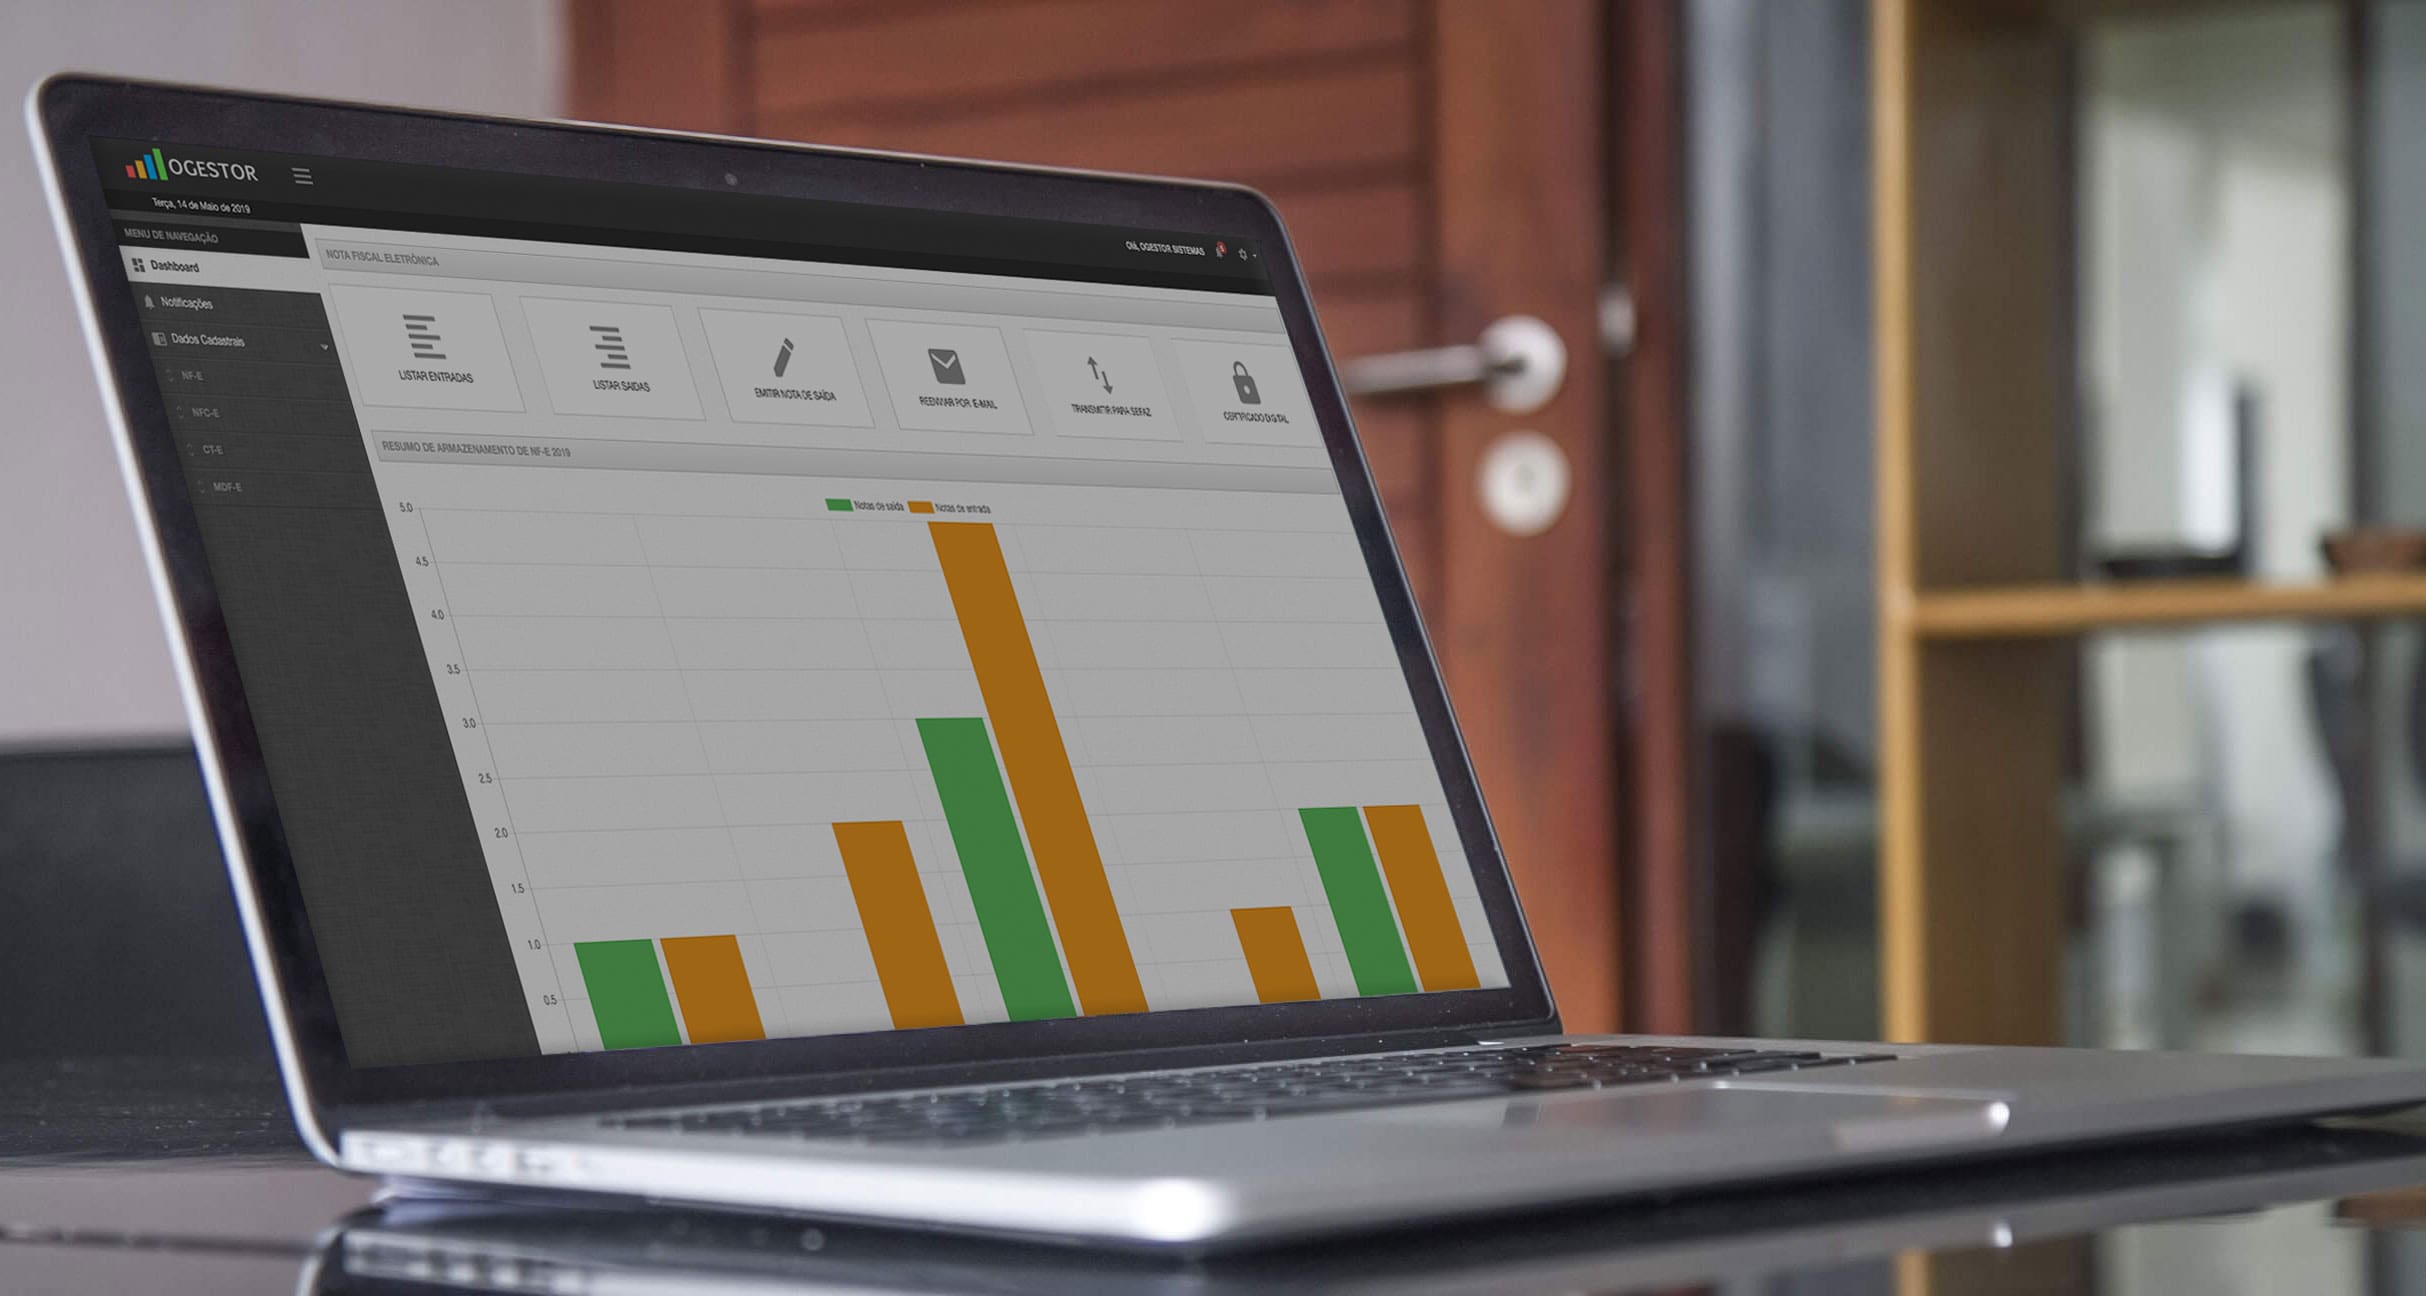 OGESTOR
Terça, 14 de Maio de 2019
Olá, OGESTOR SISTEMAS
MENU DE NAVEGAÇÃO
Dashboard
Notificações
Dados Cadastrais
NF-E
NFC-E
CT-E
MDF-E
NOTA FISCAL ELETRÔNICA
LISTAR ENTRADAS
LISTAR SAIDAS
EMITIR NOTA DE SAÍDA
REENVIAR POR E-MAIL
TRANSMITIR PARA SEFAZ
CERTIFICADO DIGITAL
RESUMO DE ARMAZENAMENTO DE NF-E 2019
Notas de saída Notas de entrada
5.0
4.5
4.0
3.5
3.0
2.5
2.0
1.5
1.0
0.5